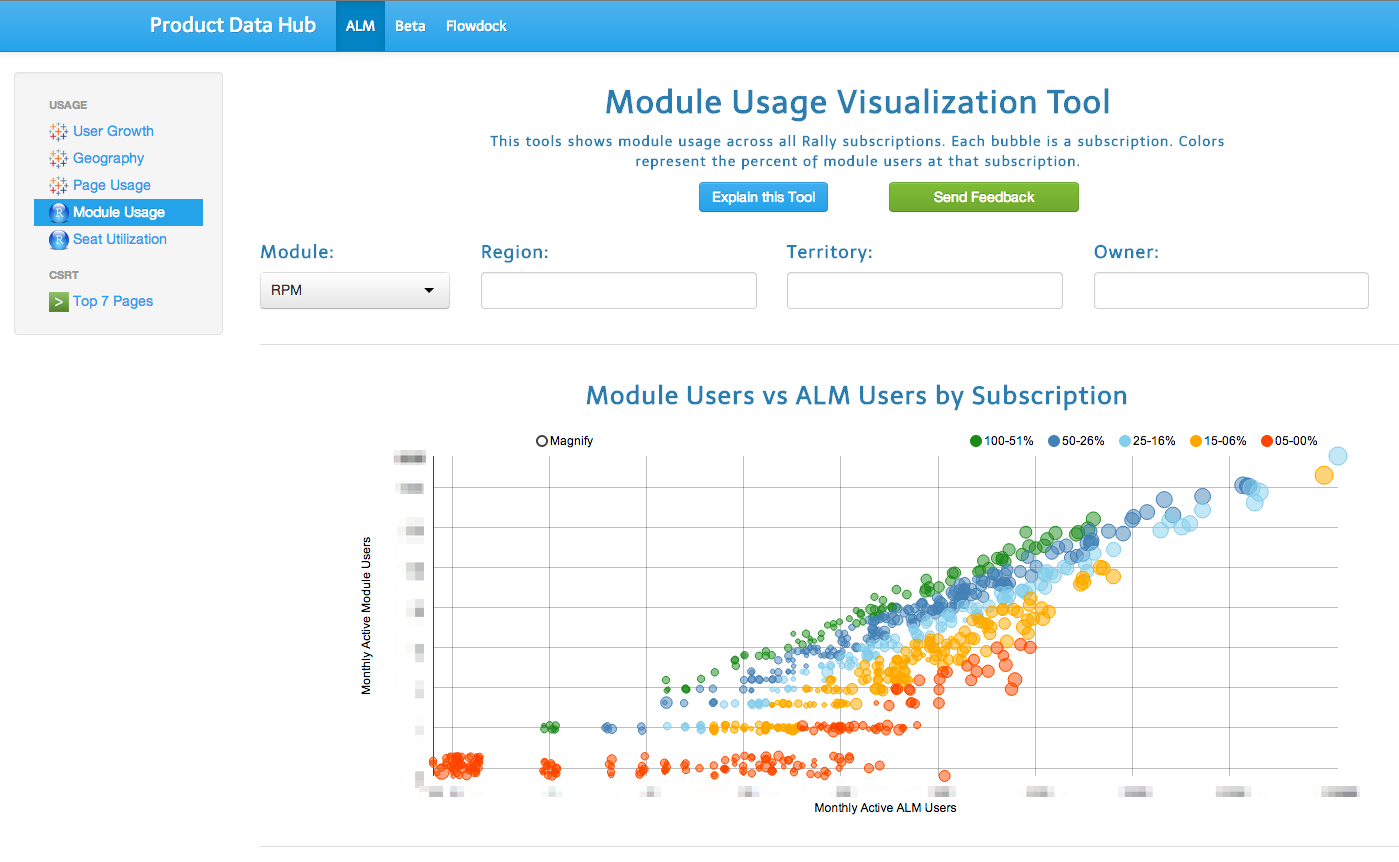 Product Data Hub
ALM
Beta
Flowdock
USAGE
User Growth
Geography
Page Usage
R Module Usage
R Seat Utilization
CSRT
> Top 7 Pages
Module Usage Visualization Tool
This tools shows module usage across all Rally subscriptions. Each bubble is a subscription. Colors
represent the percent of module users at that subscription.
Explain this Tool
Send Feedback
Module:
Region:
Territory:
Owner:
RPM
Module Users vs ALM Users by Subscription
Magnify
100-51%
50-26%
25-16%
15-06%
05-00%
Monthly Active Module Users
Monthly Active ALM Users